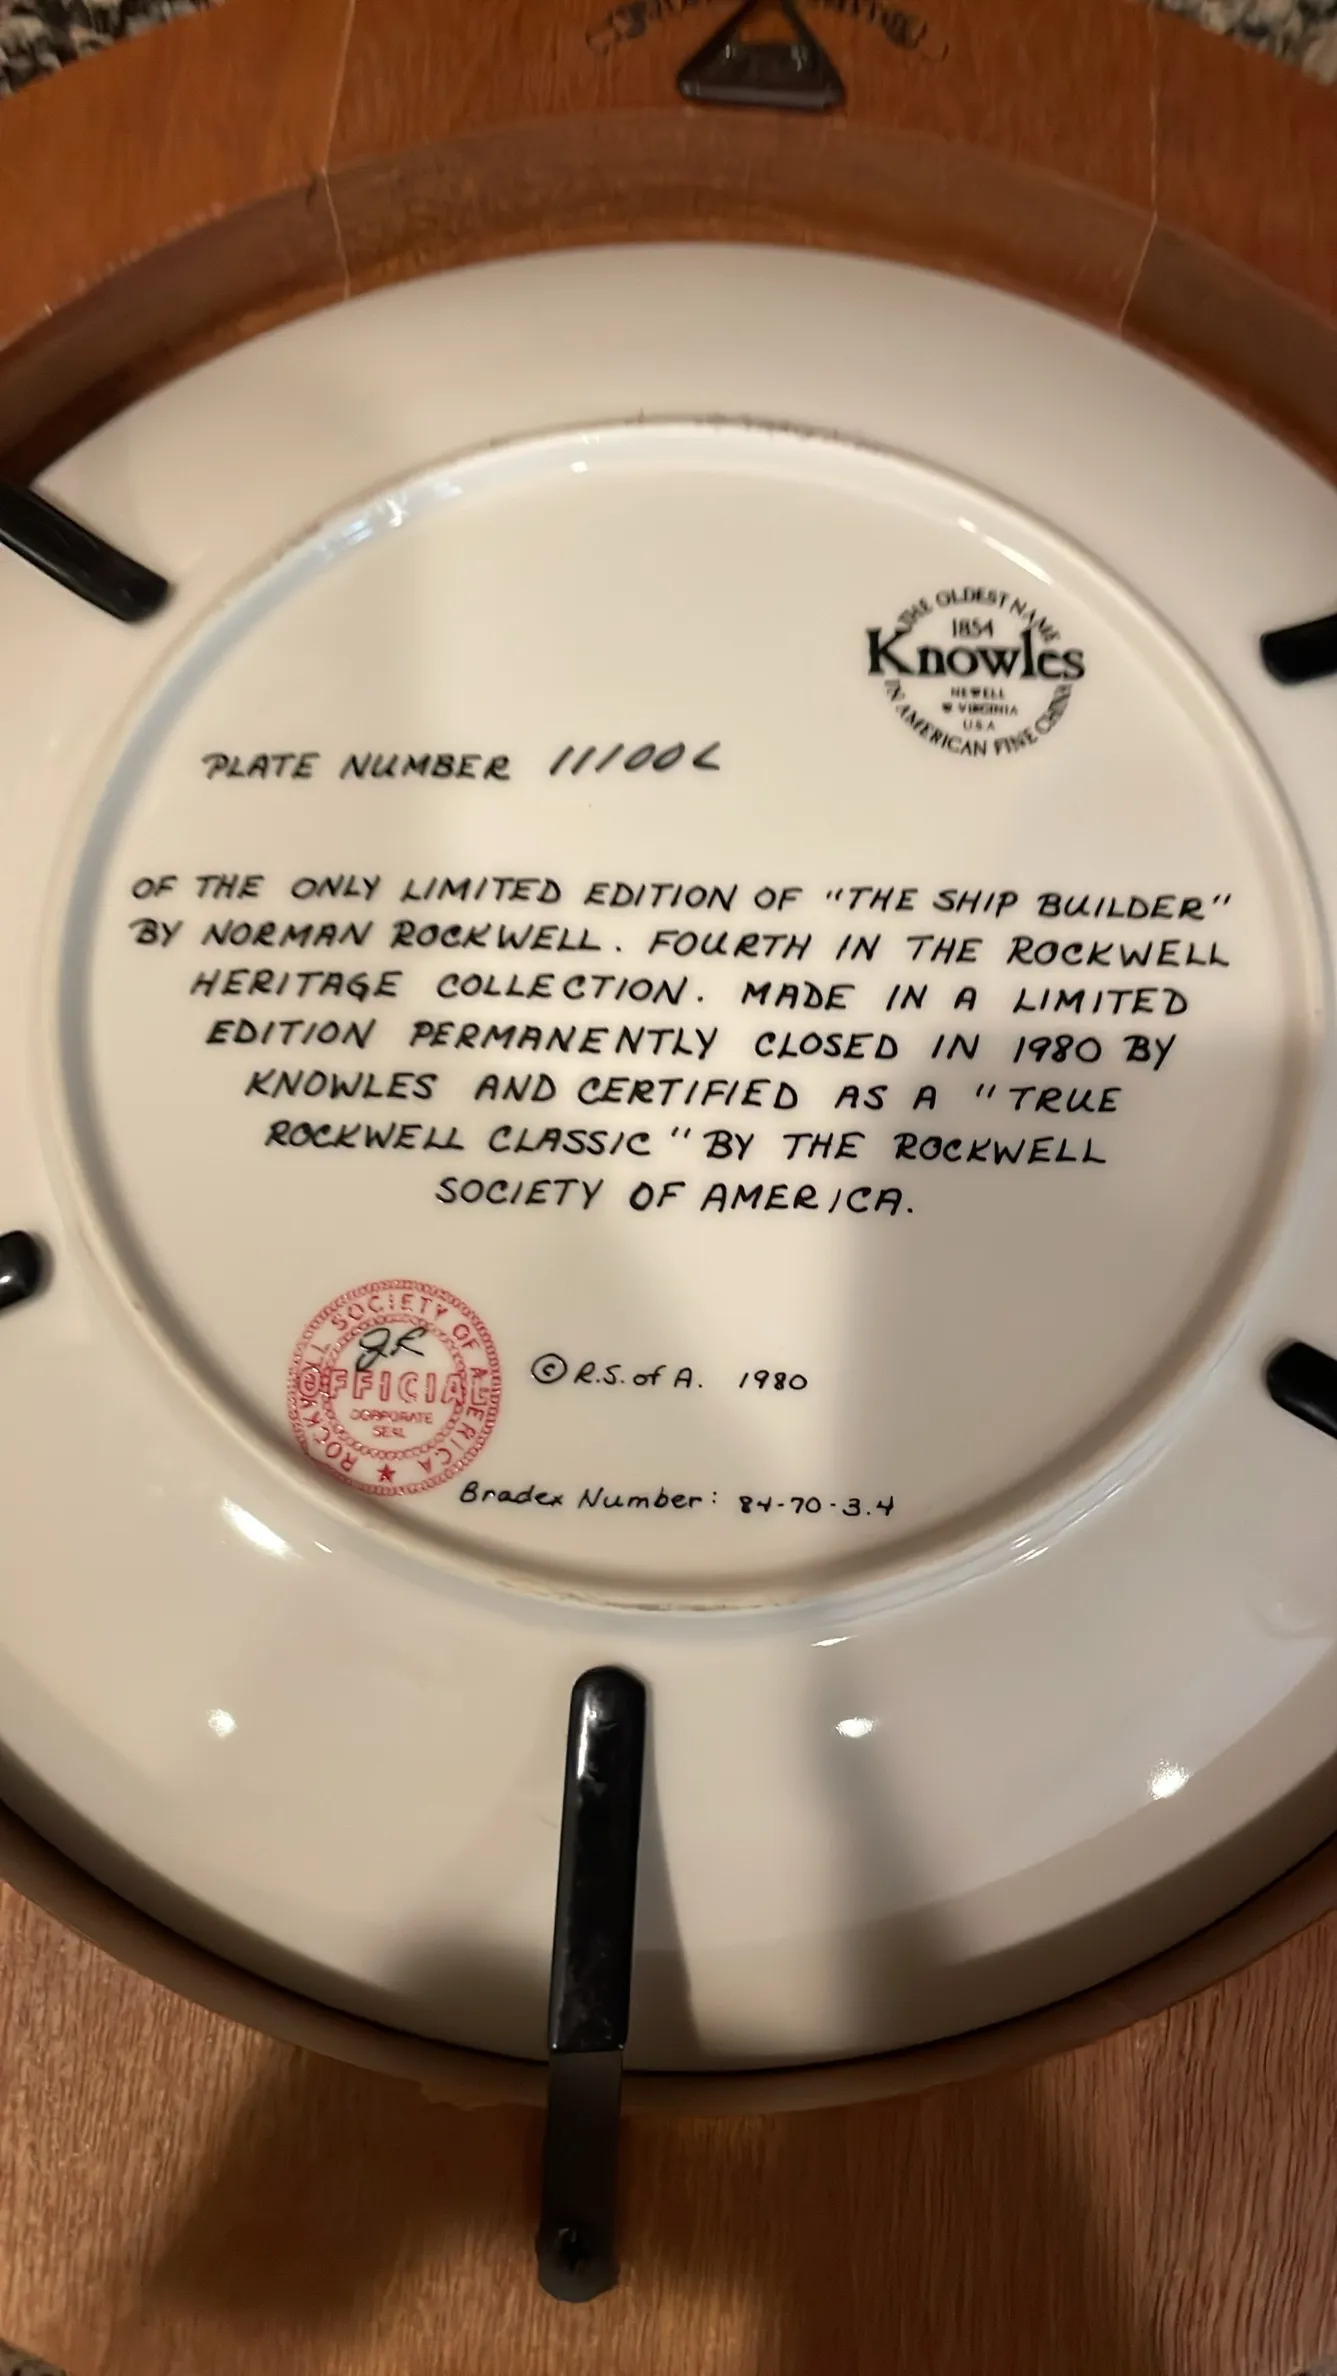 THE OLDEST NAME
1854
Knowles
NEWELL
W VIRGINIA
U.S.A
IN AMERICAN FINE CHINA
PLATE NUMBER 11100L
OF THE ONLY LIMITED EDITION OF "THE SHIP BUILDER"
BY NORMAN ROCKWELL. FOURTH IN THE ROCKWELL
HERITAGE COLLECTION. MADE IN A LIMITED
EDITION PERMANENTLY CLOSED IN 1980 BY
KNOWLES AND CERTIFIED AS A "TRUE
ROCKWELL CLASSIC" BY THE ROCKWELL
SOCIETY OF AMERICA.
ROCKWELL SOCIETY OF AMERICA
OFFICIAL
CORPORATE
SEAL
© R.S. of A. 1980
Bradex Number: 84-70-3.4